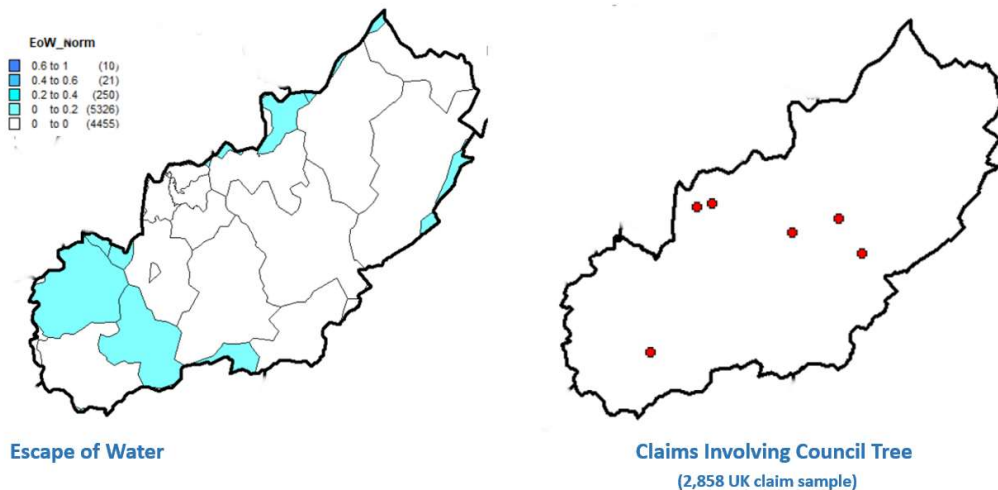 EoW_Norm
0.6 to 1 (10)
0.4 to 0.6 (21)
0.2 to 0.4 (250)
0 to 0.2 (5326)
0 to 0 (4455)
Escape of Water
Claims Involving Council Tree
(2,858 UK claim sample)